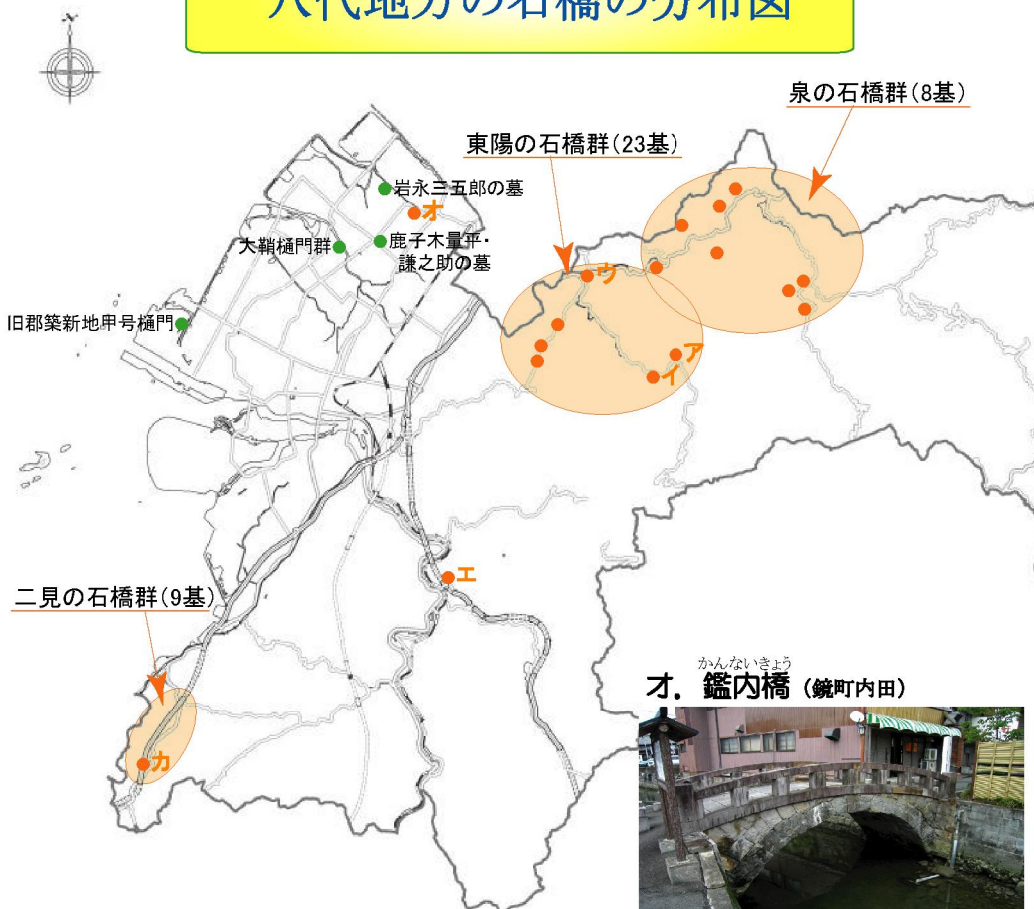 八代地方の石橋の分布図
泉の石橋群(8基)
東陽の石橋群(23基)
岩永三五郎の墓
オ
大鞘樋門群
鹿子木量平・
謙之助の墓
ウ
旧郡築新地甲号樋門
ア
イ
エ
二見の石橋群(9基)
カ
かんないきょう
オ. 鑑内橋 (鏡町内田)